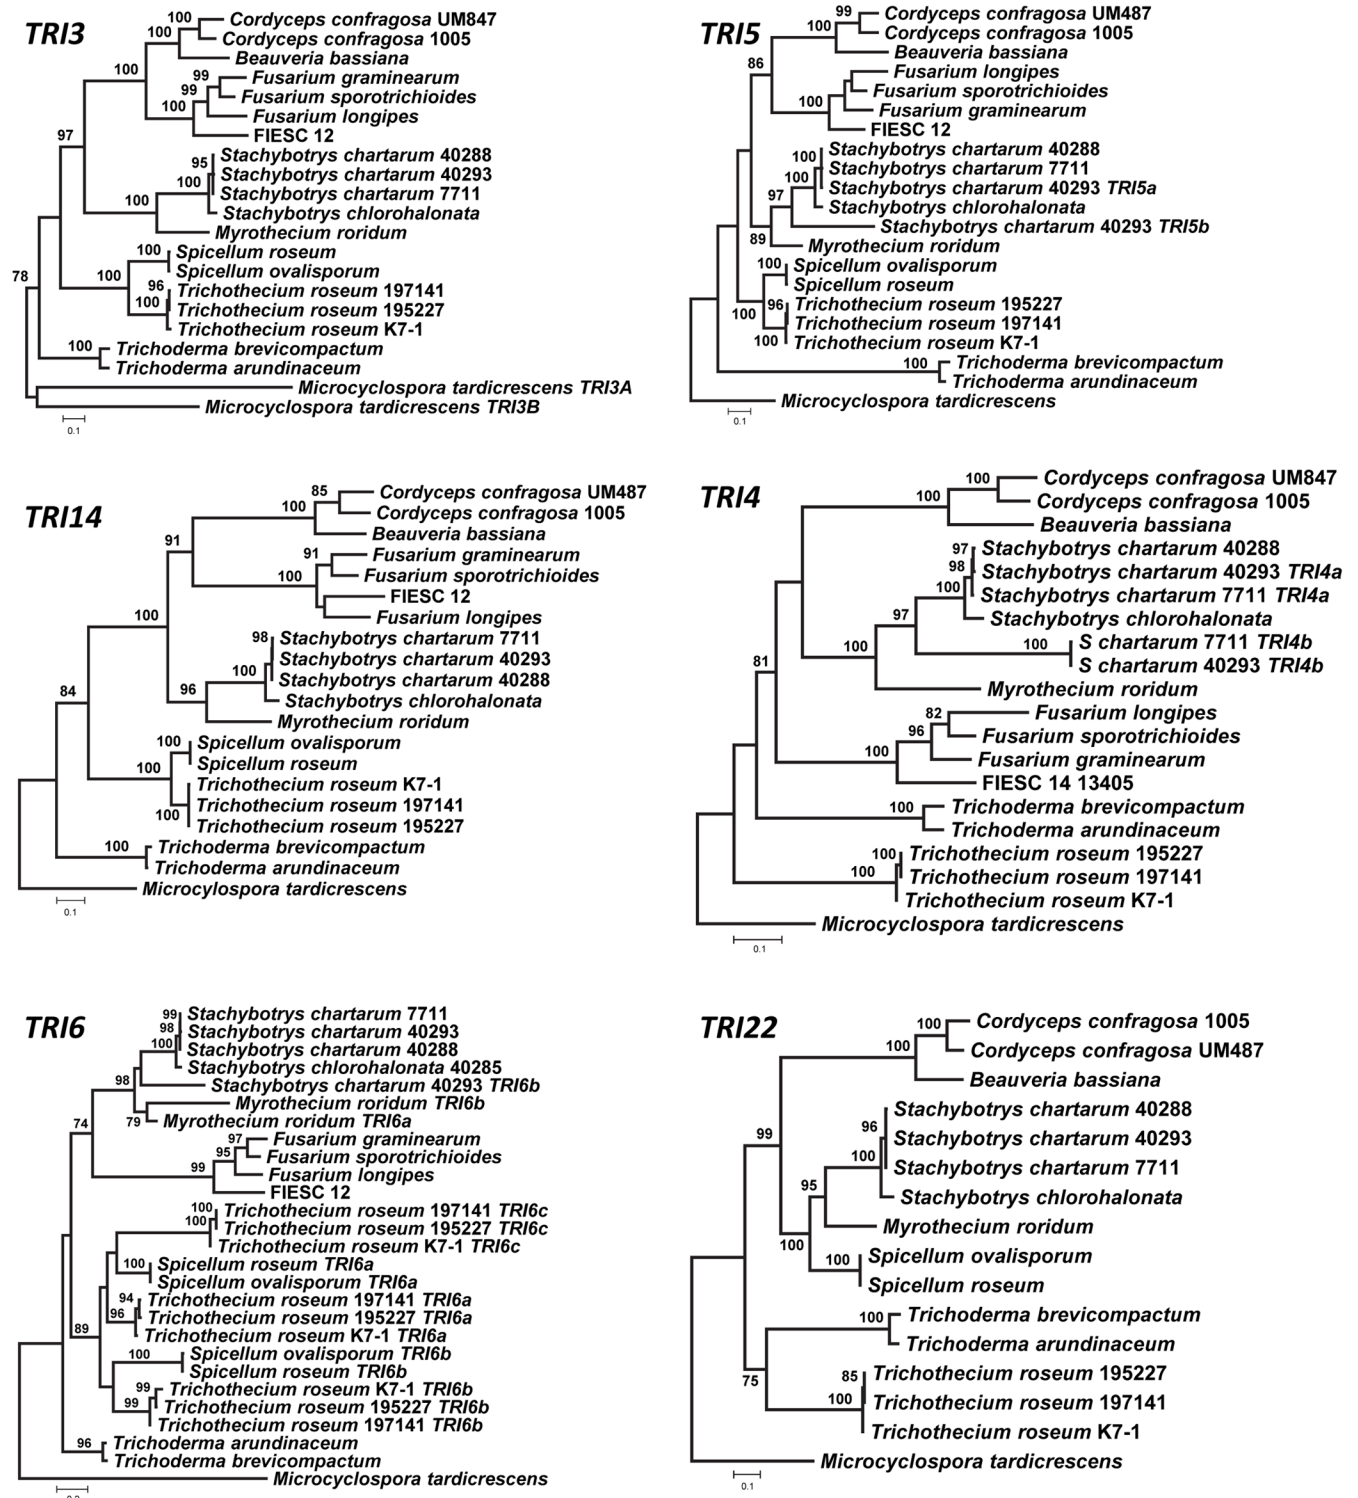 TRI3
100
Cordyceps confragosa UM847
100
Cordyceps confragosa 1005
Beauveria bassiana
100
99
Fusarium graminearum
99
Fusarium sporotrichioides
100
Fusarium longipes
FIESC 12
97
95
Stachybotrys chartarum 40288
Stachybotrys chartarum 40293
100
Stachybotrys chartarum 7711
100
Stachybotrys chlorohalonata
Myrothecium roridum
100
Spicellum roseum
Spicellum ovalisporum
78
100
96
Trichothecium roseum 197141
100
Trichothecium roseum 195227
Trichothecium roseum K7-1
100
Trichoderma brevicompactum
Trichoderma arundinaceum
Microcyclospora tardicrescens TRI3A
Microcyclospora tardicrescens TRI3B
0.1
TRI5
99
Cordyceps confragosa UM487
100
Cordyceps confragosa 1005
Beauveria bassiana
86
Fusarium longipes
Fusarium sporotrichioides
100
Fusarium graminearum
FIESC 12
100
Stachybotrys chartarum 40288
Stachybotrys chartarum 7711
100
Stachybotrys chartarum 40293 TRI5a
97
Stachybotrys chlorohalonata
Stachybotrys chartarum 40293 TRI5b
89
Myrothecium roridum
100
Spicellum ovalisporum
Spicellum roseum
96
Trichothecium roseum 195227
100
Trichothecium roseum 197141
100
Trichothecium roseum K7-1
100
Trichoderma brevicompactum
Trichoderma arundinaceum
Microcyclospora tardicrescens
0.1
TRI14
85
Cordyceps confragosa UM487
100
Cordyceps confragosa 1005
Beauveria bassiana
91
91
Fusarium graminearum
100
Fusarium sporotrichioides
FIESC 12
Fusarium longipes
100
98
Stachybotrys chartarum 7711
Stachybotrys chartarum 40293
100
Stachybotrys chartarum 40288
96
Stachybotrys chlorohalonata
Myrothecium roridum
84
100
Spicellum ovalisporum
Spicellum roseum
100
Trichothecium roseum K7-1
Trichothecium roseum 197141
100
Trichothecium roseum 195227
100
Trichoderma brevicompactum
Trichoderma arundinaceum
Microcylospora tardicrescens
0.1
TRI4
100
Cordyceps confragosa UM847
100
Cordyceps confragosa 1005
Beauveria bassiana
97
Stachybotrys chartarum 40288
98
Stachybotrys chartarum 40293 TRI4a
100
Stachybotrys chartarum 7711 TRI4a
97
Stachybotrys chlorohalonata
100
100
S chartarum 7711 TRI4b
S chartarum 40293 TRI4b
Myrothecium roridum
81
82
Fusarium longipes
96
Fusarium sporotrichioides
100
Fusarium graminearum
FIESC 14 13405
100
Trichoderma brevicompactum
Trichoderma arundinaceum
100
Trichothecium roseum 195227
100
Trichothecium roseum 197141
Trichothecium roseum K7-1
Microcyclospora tardicrescens
0.1
TRI6
99
Stachybotrys chartarum 7711
98
Stachybotrys chartarum 40293
100
Stachybotrys chartarum 40288
Stachybotrys chlorohalonata 40285
98
Stachybotrys chartarum 40293 TRI6b
Myrothecium roridum TRI6b
79
Myrothecium roridum TRI6a
74
97
Fusarium graminearum
95
Fusarium sporotrichioides
99
Fusarium longipes
FIESC 12
100
Trichothecium roseum 197141 TRI6c
100
Trichothecium roseum 195227 TRI6c
Trichothecium roseum K7-1 TRI6c
100
Spicellum roseum TRI6a
Spicellum ovalisporum TRI6a
94
Trichothecium roseum 197141 TRI6a
96
Trichothecium roseum 195227 TRI6a
89
Trichothecium roseum K7-1 TRI6a
100
Spicellum ovalisporum TRI6b
Spicellum roseum TRI6b
99
Trichothecium roseum K7-1 TRI6b
99
Trichothecium roseum 195227 TRI6b
Trichothecium roseum 197141 TRI6b
96
Trichoderma arundinaceum
Trichoderma brevicompactum
Microcyclospora tardicrescens
TRI22
100
Cordyceps confragosa 1005
100
Cordyceps confragosa UM487
Beauveria bassiana
99
96
Stachybotrys chartarum 40288
Stachybotrys chartarum 40293
100
Stachybotrys chartarum 7711
95
Stachybotrys chlorohalonata
Myrothecium roridum
100
100
Spicellum ovalisporum
Spicellum roseum
100
Trichoderma brevicompactum
Trichoderma arundinaceum
75
85
Trichothecium roseum 195227
100
Trichothecium roseum 197141
Trichothecium roseum K7-1
Microcyclospora tardicrescens
0.1